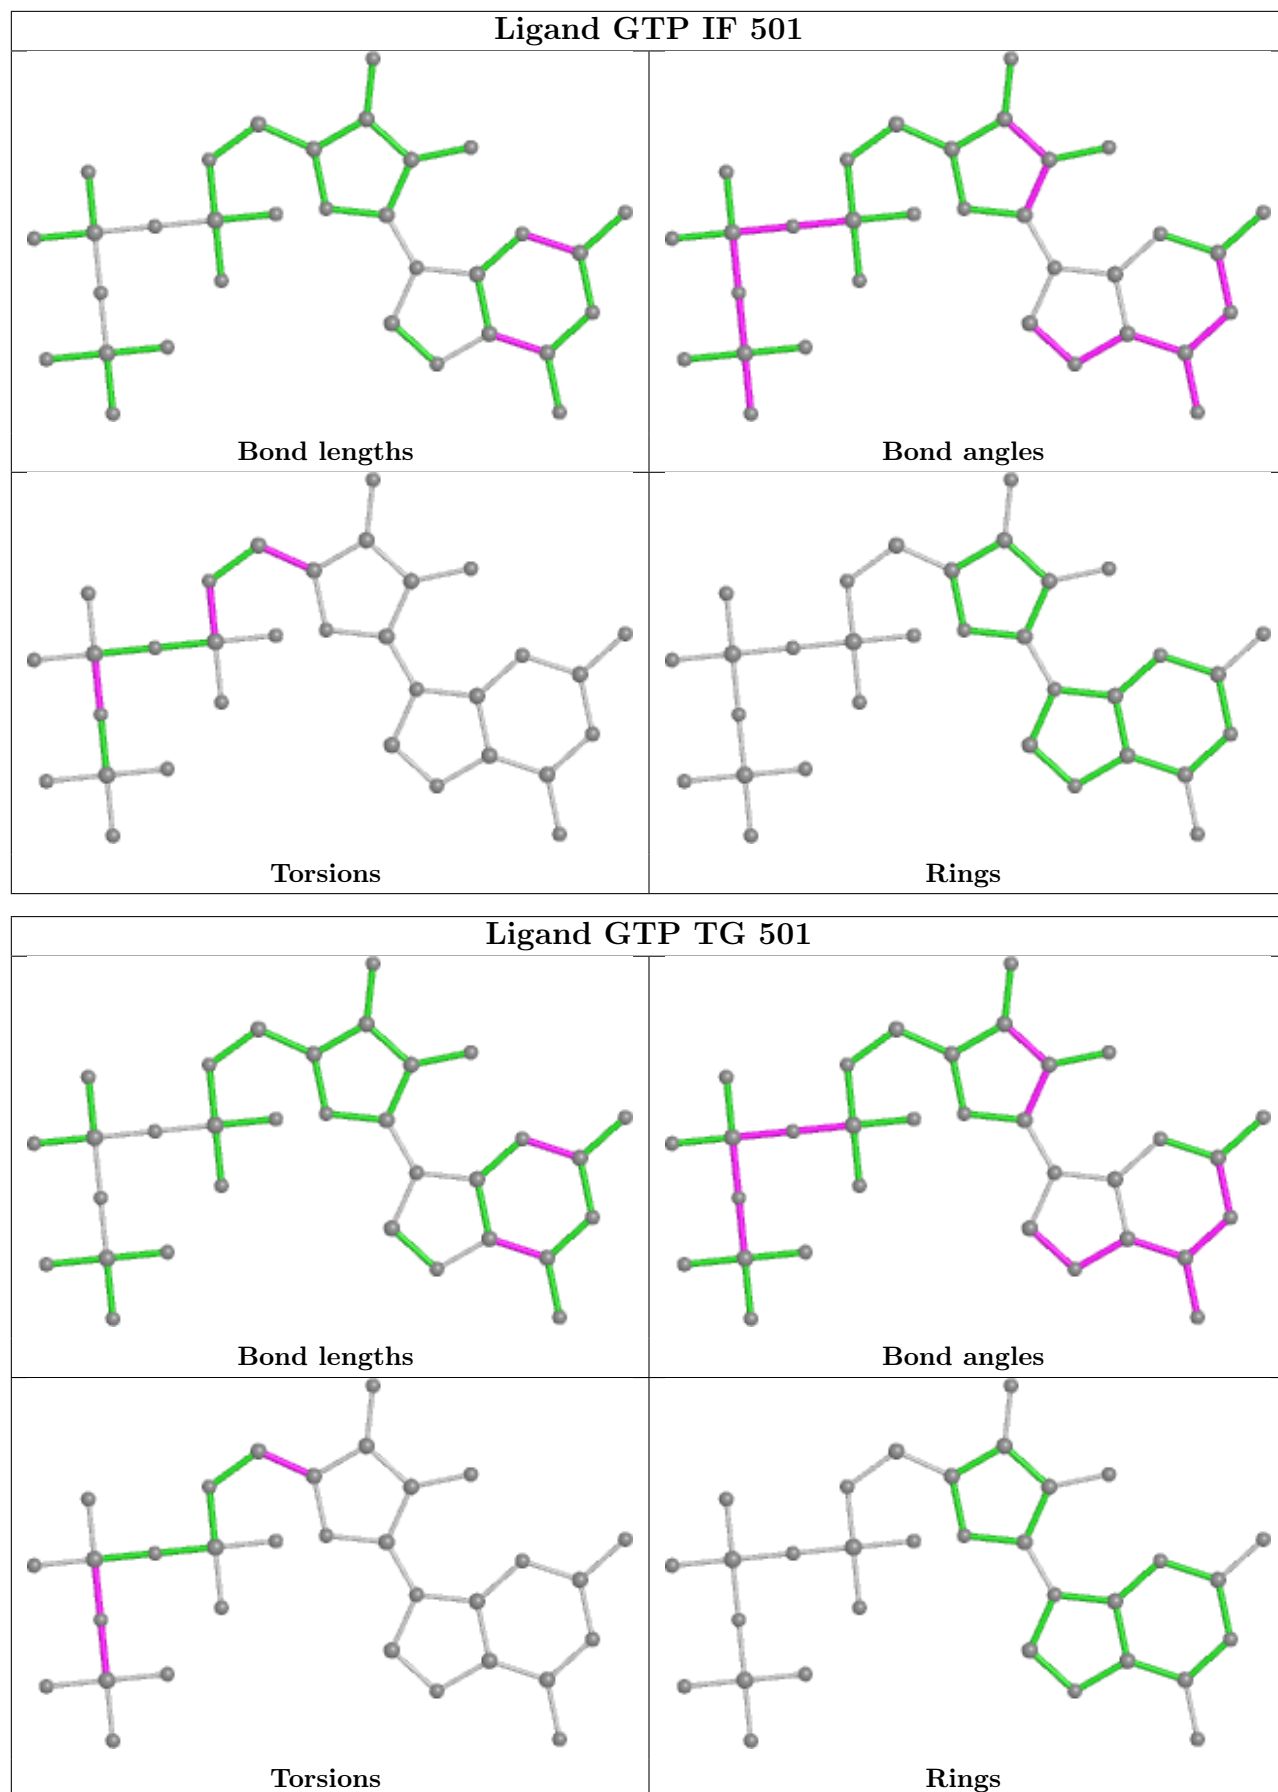 Ligand GTP IF 501
Bond lengths
Bond angles
Torsions
Rings
Ligand GTP TG 501
Bond lengths
Bond angles
Torsions
Rings